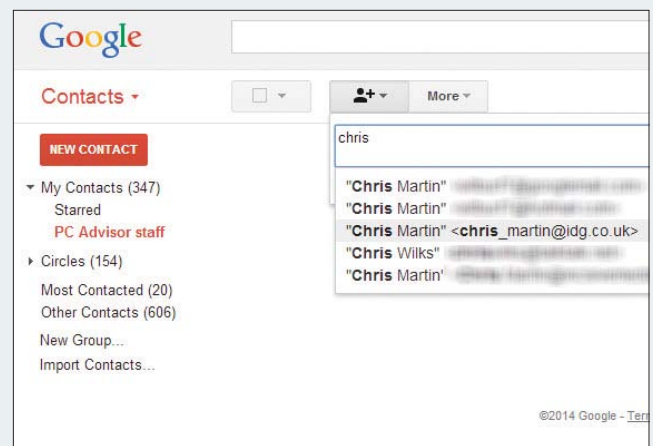 Google
Contacts
More
NEW CONTACT
chris
My Contacts (347)
Starred
PC Advisor staff
Circles (154)
Most Contacted (20)
Other Contacts (606)
New Group...
Import Contacts...
"Chris Martin"
"Chris Martin"
"Chris Martin" <chris_martin@idg.co.uk>
"Chris Wilks"
"Chris Martin'
©2014 Google - Terr